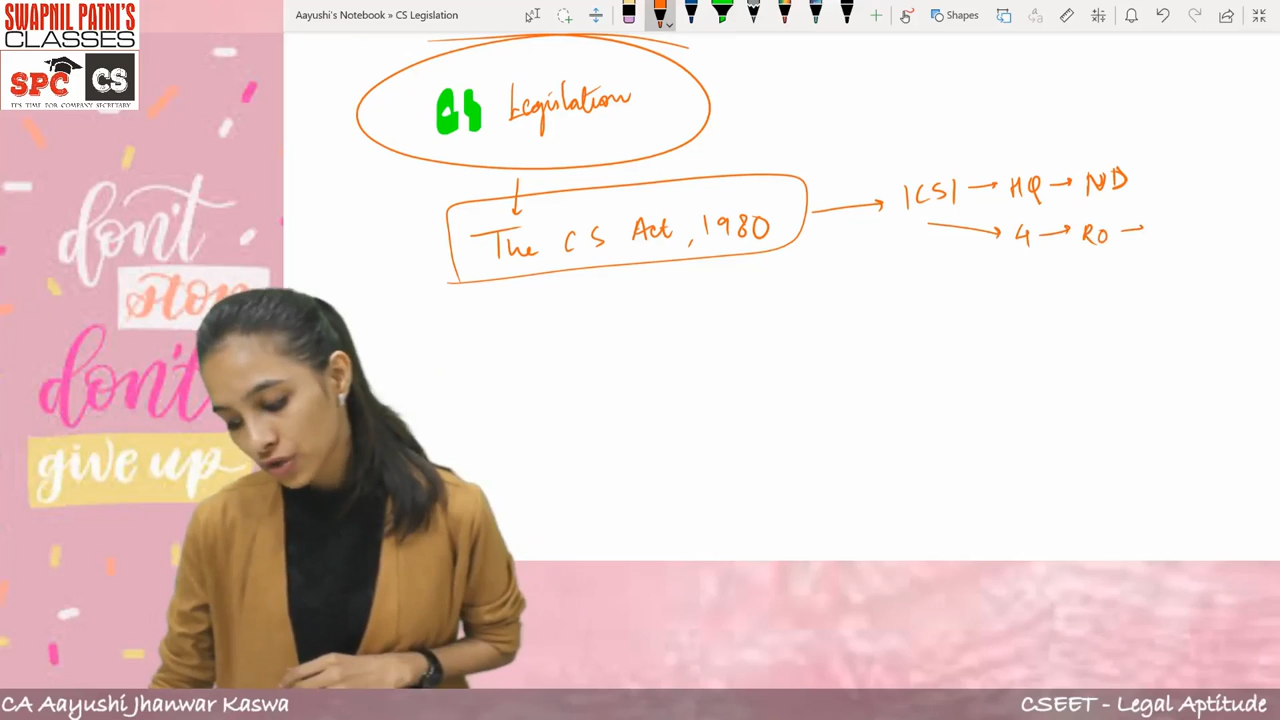 SWAPNIL PATNI'S
CLASSES
SPC CS
IT'S TIME FOR COMPANY SECRETARY
Aayushi's Notebook » CS Legislation
Shapes
CS Legislation
The CS Act, 1980
ICSI → HQ → ND
4 → RO →
don't
stop
don't
give up
CA Aayushi Jhanwar Kaswa
CSEET - Legal Aptitude